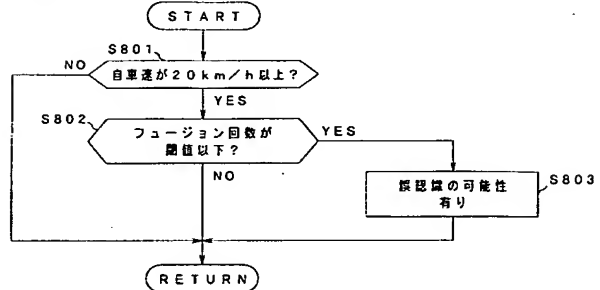 START
S801
NO
自車速が20km/h以上?
YES
S802
フュージョン回数が
閾値以下?
YES
NO
誤認識の可能性
有り
S803
RETURN